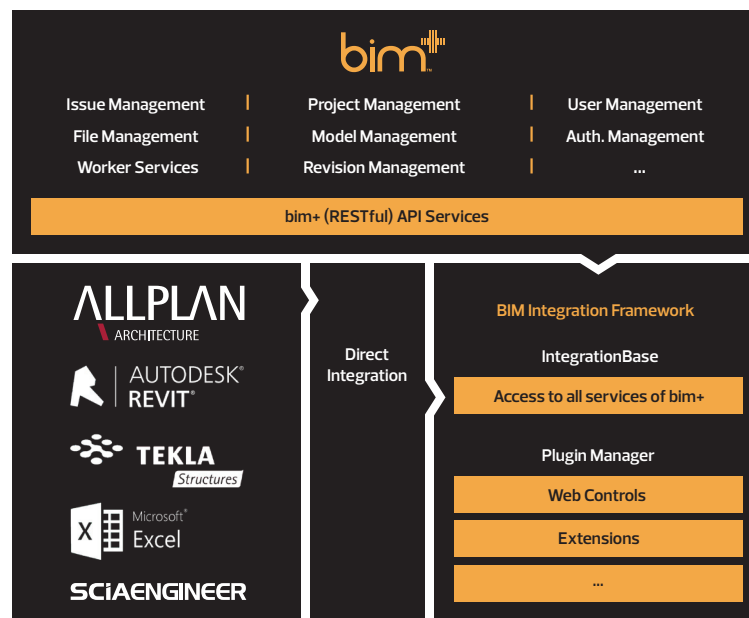 bim+™
Issue Management | Project Management | User Management
File Management | Model Management | Auth. Management
Worker Services | Revision Management | ...
bim+ (RESTful) API Services
ALLPLAN
ARCHITECTURE
AUTODESK®
REVIT®
TEKLA
Structures
Microsoft®
X Excel
SCiAENGINEER
Direct
Integration
BIM Integration Framework
IntegrationBase
Access to all services of bim+
Plugin Manager
Web Controls
Extensions
...